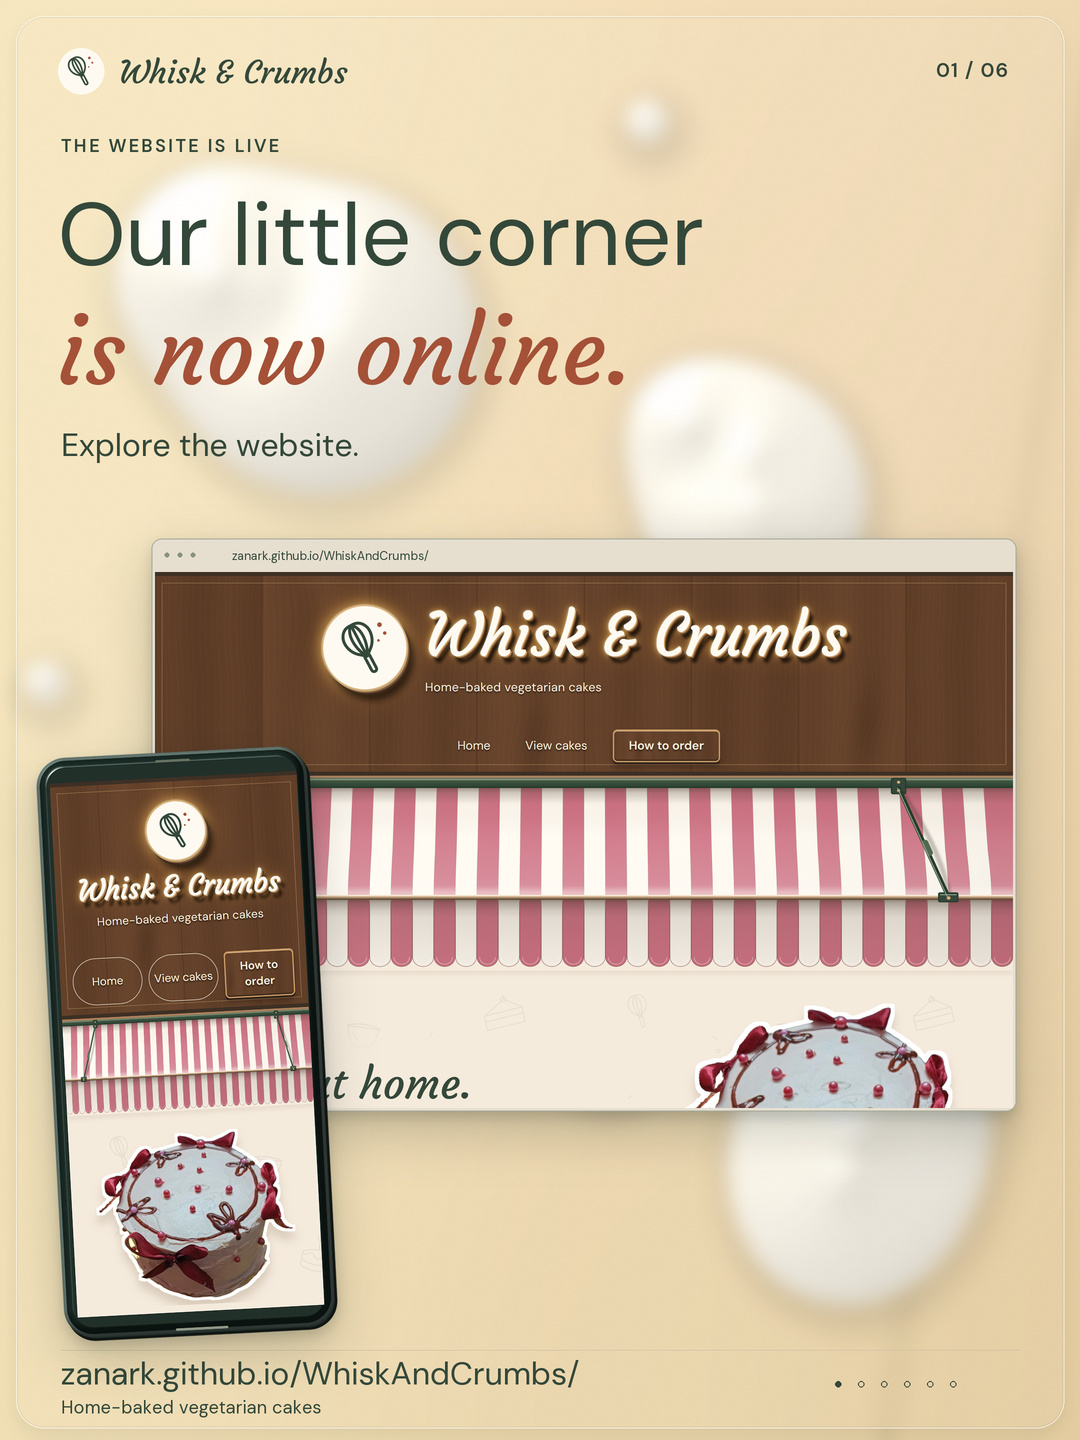 Whisk & Crumbs
01 / 06
THE WEBSITE IS LIVE
Our little corner
is now online.
Explore the website.
zanark.github.io/WhiskAndCrumbs/
Whisk & Crumbs
Home-baked vegetarian cakes
Home
View cakes
How to order
at home.
Whisk & Crumbs
Home-baked vegetarian cakes
Home
View cakes
How to
order
zanark.github.io/WhiskAndCrumbs/
Home-baked vegetarian cakes